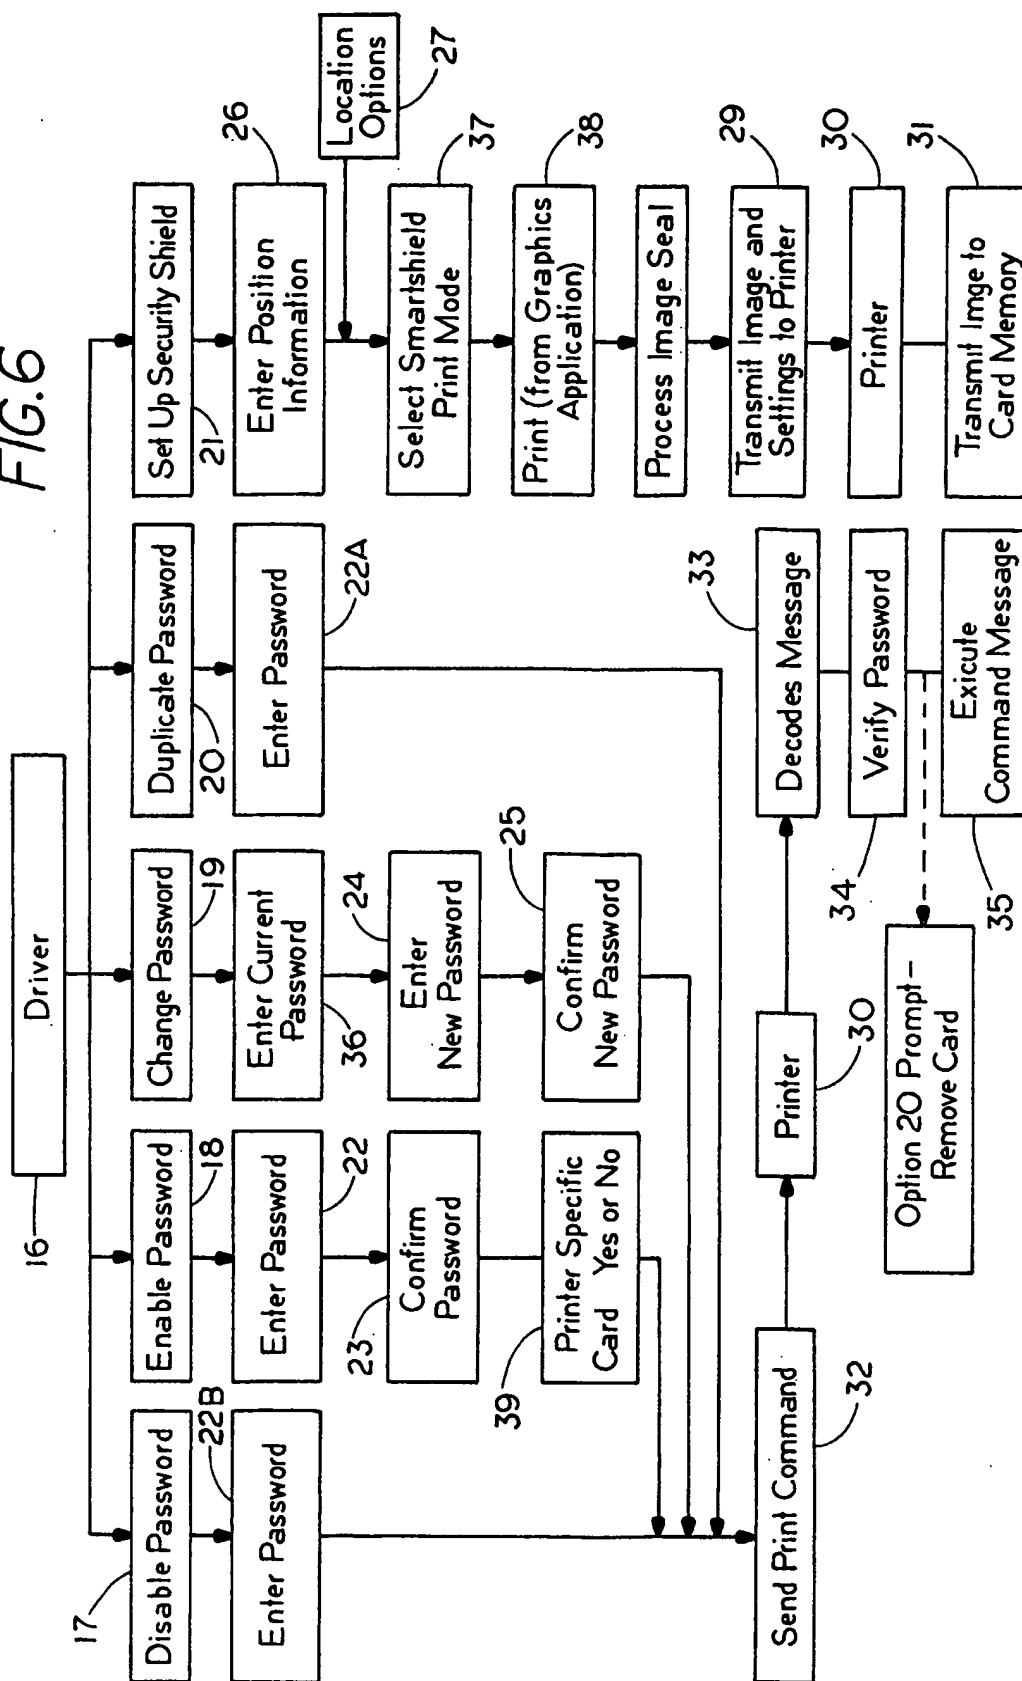 FIG.6
Driver
16
Disable Password
17
Enter Password
22B
Enable Password
18
Enter Password
22
Confirm
Password
23
Printer Specific
Card Yes or No
39
Change Password
19
Enter Current
Password
36
Enter
New Password
24
Confirm
New Password
25
Duplicate Password
20
Enter Password
22A
Set Up Security Shield
21
Enter Position
Information
26
Location
Options
27
Select Smartshield
Print Mode
37
Print (from Graphics
Application)
38
Process Image Seal
Transmit Image and
Settings to Printer
29
Printer
30
Transmit Imge to
Card Memory
31
Send Print Command
32
Printer
30
Decodes Message
33
Verify Password
34
Exicute
Command Message
35
Option 20 Prompt-
Remove Card